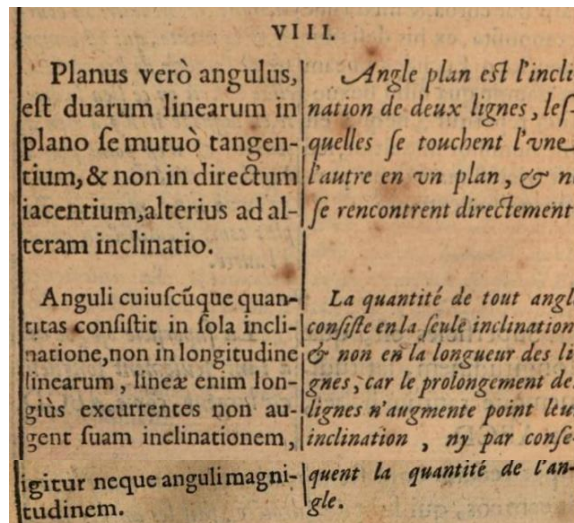 VIII.
Planus verò angulus,
eſt duarum linearum in
plano ſe mutuò tangen-
tium, & non in directum
iacentium, alterius ad al-
teram inclinatio.
Anguli cuiuſcũque quan-
titas conſiſtit in ſola incli-
natione, non in longitudine
linearum, lineæ enim lon-
giùs excurrentes non au-
gent ſuam inclinationem,
igitur neque anguli magni-
tudinem.
Angle plan eſt l'incli
nation de deux lignes, leſ-
quelles ſe touchent l'vne
l'autre en vn plan, & n
ſe rencontrent directement
La quantité de tout angl
conſiſte en la ſeule inclination
& non en la longueur des li
gnes, car le prolongement de
lignes n'augmente point leu
inclination, ny par conſe-
quent la quantité de l'an-
gle.